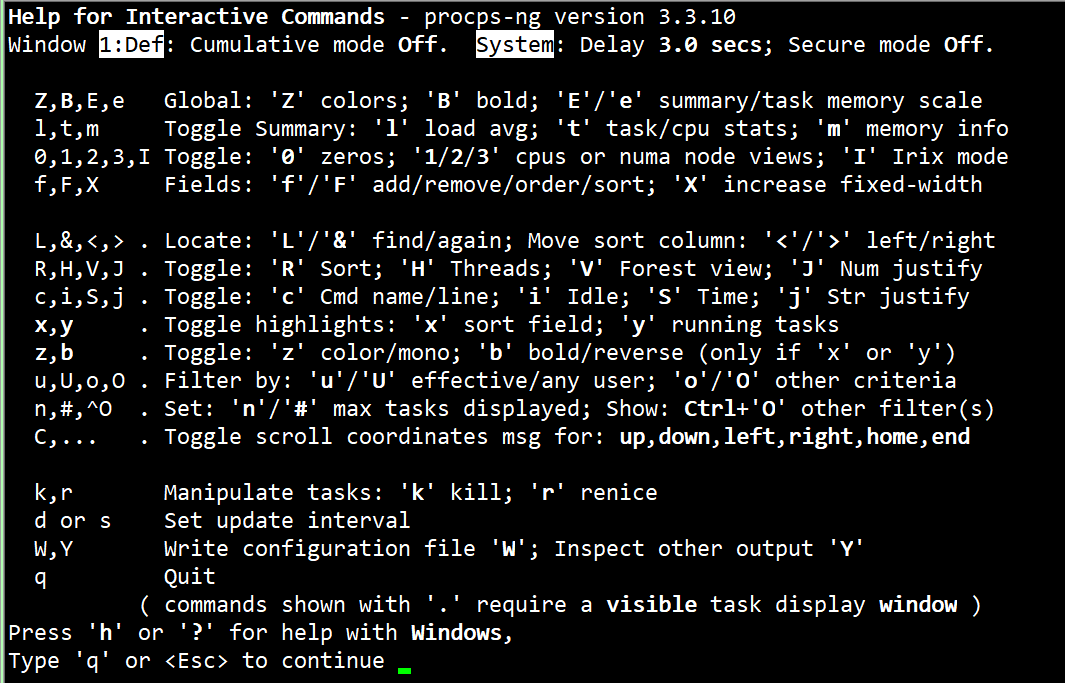 Help for Interactive Commands - procps-ng version 3.3.10
Window 1:Def: Cumulative mode Off.  System: Delay 3.0 secs; Secure mode Off.

  Z,B,E,e   Global: 'Z' colors; 'B' bold; 'E'/'e' summary/task memory scale
  l,t,m     Toggle Summary: 'l' load avg; 't' task/cpu stats; 'm' memory info
  0,1,2,3,I Toggle: '0' zeros; '1/2/3' cpus or numa node views; 'I' Irix mode
  f,F,X     Fields: 'f'/'F' add/remove/order/sort; 'X' increase fixed-width

  L,&,<,> . Locate: 'L'/'&' find/again; Move sort column: '<'/'>' left/right
  R,H,V,J . Toggle: 'R' Sort; 'H' Threads; 'V' Forest view; 'J' Num justify
  c,i,S,j . Toggle: 'c' Cmd name/line; 'i' Idle; 'S' Time; 'j' Str justify
  x,y     . Toggle highlights: 'x' sort field; 'y' running tasks
  z,b     . Toggle: 'z' color/mono; 'b' bold/reverse (only if 'x' or 'y')
  u,U,o,O . Filter by: 'u'/'U' effective/any user; 'o'/'O' other criteria
  n,#,^O  . Set: 'n'/'#' max tasks displayed; Show: Ctrl+'O' other filter(s)
  C,...   . Toggle scroll coordinates msg for: up,down,left,right,home,end

  k,r       Manipulate tasks: 'k' kill; 'r' renice
  d or s    Set update interval
  W,Y       Write configuration file 'W'; Inspect other output 'Y'
  q         Quit
          ( commands shown with '.' require a visible task display window )
Press 'h' or '?' for help with Windows,
Type 'q' or <Esc> to continue